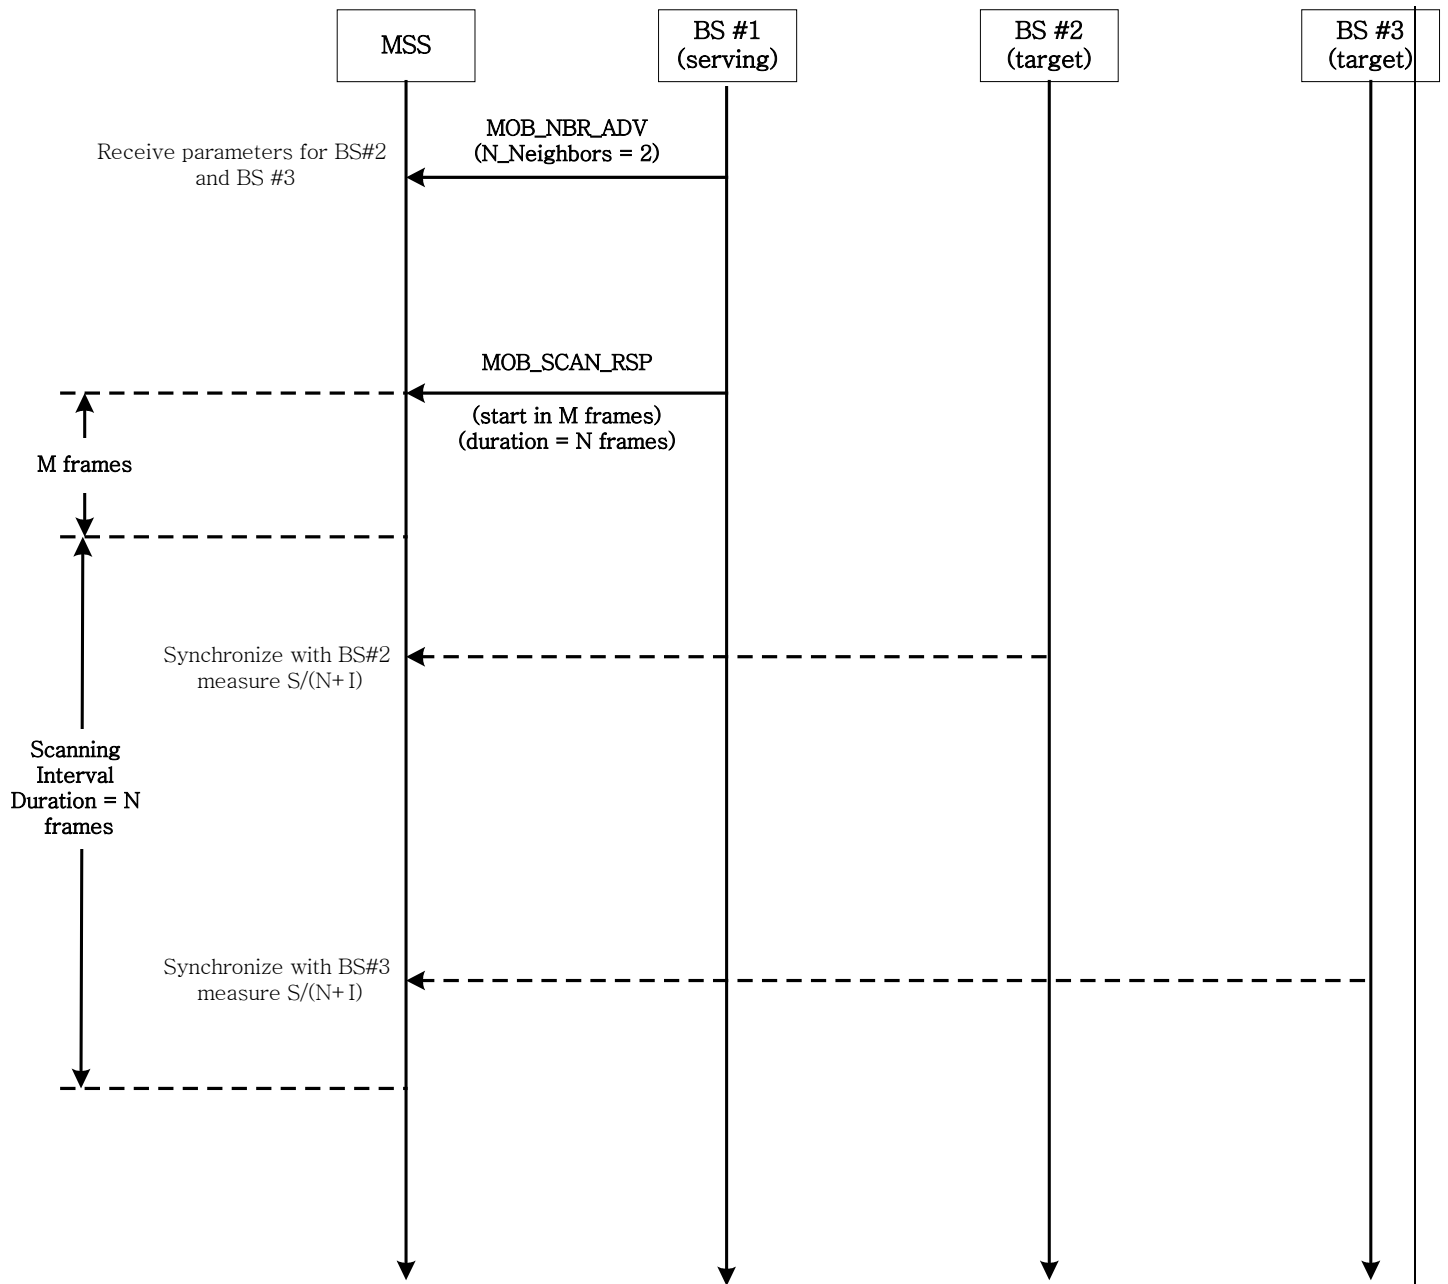 MSS
BS #1
(serving)
BS #2
(target)
BS #3
(target)
MOB_NBR_ADV
(N_Neighbors = 2)
Receive parameters for BS#2
and BS #3
MOB_SCAN_RSP
(start in M frames)
(duration = N frames)
M frames
Synchronize with BS#2
measure S/(N+I)
Scanning
Interval
Duration = N
frames
Synchronize with BS#3
measure S/(N+I)